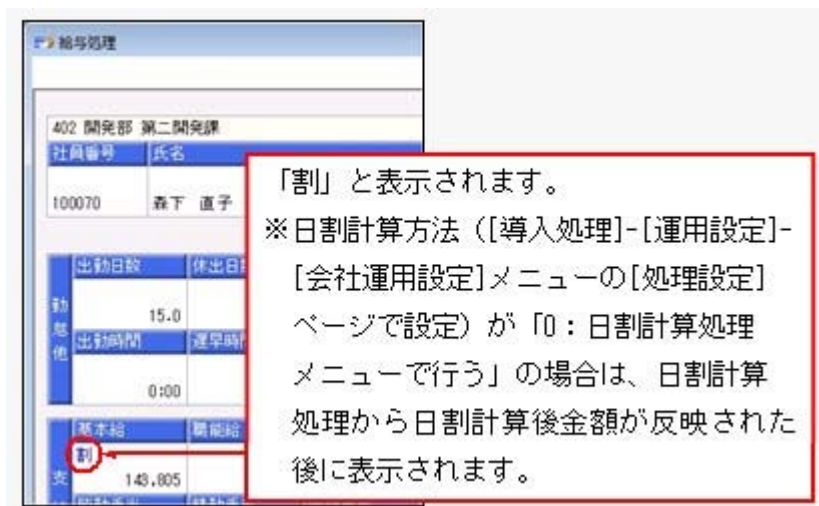 給与処理
402 開発部 第二開発課
社員番号 氏名
100070 森下 直子
「割」と表示されます。
※日割計算方法（[導入処理]-[運用設定]-
[会社運用設定]メニューの[処理設定]
ページで設定）が「0：日割計算処理
メニューで行う」の場合は、日割計算
処理から日割計算後金額が反映された
後に表示されます。
出勤日数 休出日
勤怠他
15.0
出勤時間 遅早時
0:00
基本給 職能給
割
支
143,805